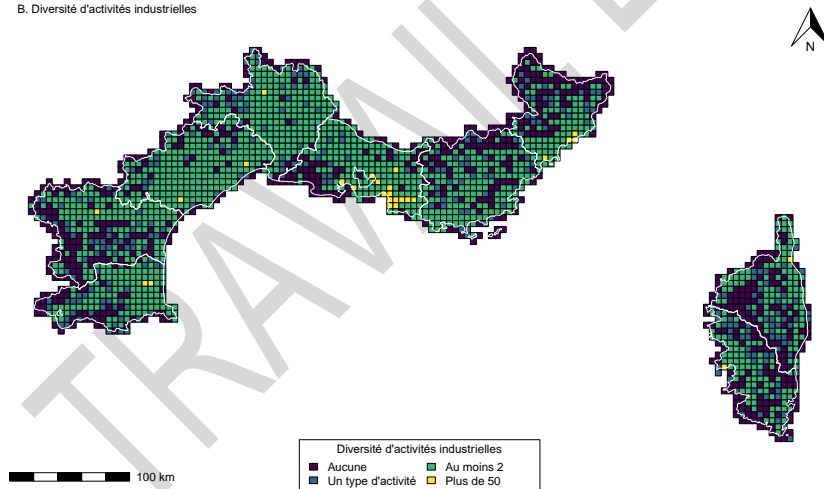 B. Diversité d'activités industrielles
N
TRAVAIL E
Diversité d'activités industrielles
Aucune
Au moins 2
Un type d'activité
Plus de 50
100 km